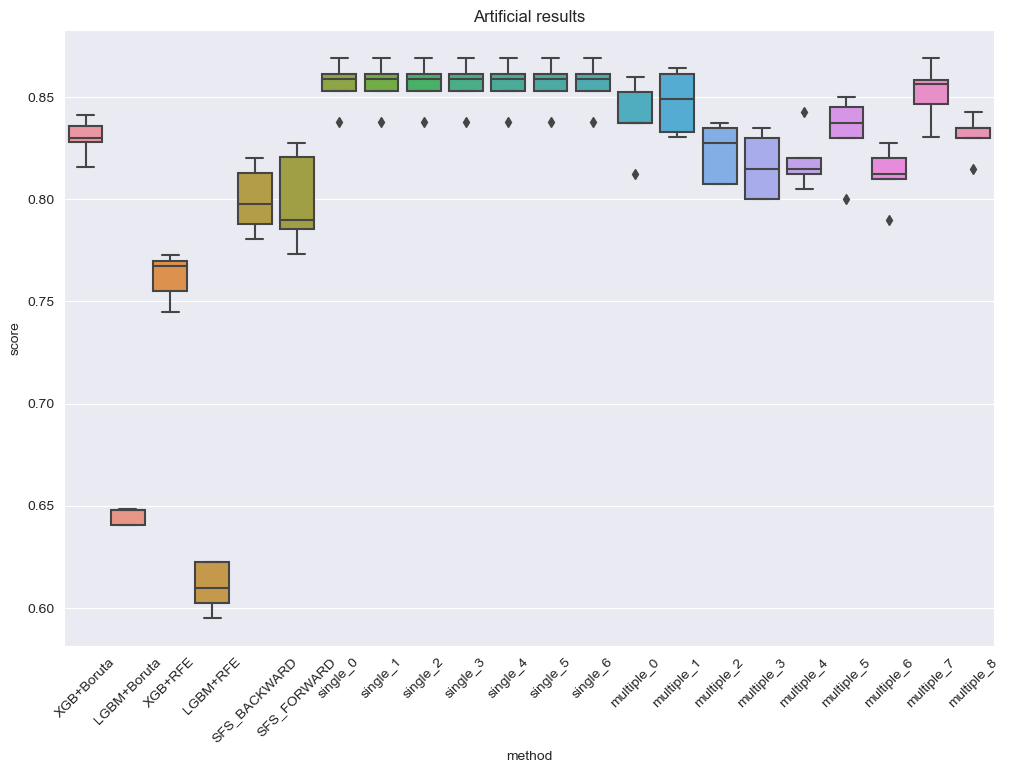 Artificial results
score
0.85
0.80
0.75
0.70
0.65
0.60
XGB+Boruta
LGBM+Boruta
XGB+RFE
LGBM+RFE
SFS_BACKWARD
SFS_FORWARD
single_0
single_1
single_2
single_3
single_4
single_5
single_6
multiple_0
multiple_1
multiple_2
multiple_3
multiple_4
multiple_5
multiple_6
multiple_7
multiple_8
method